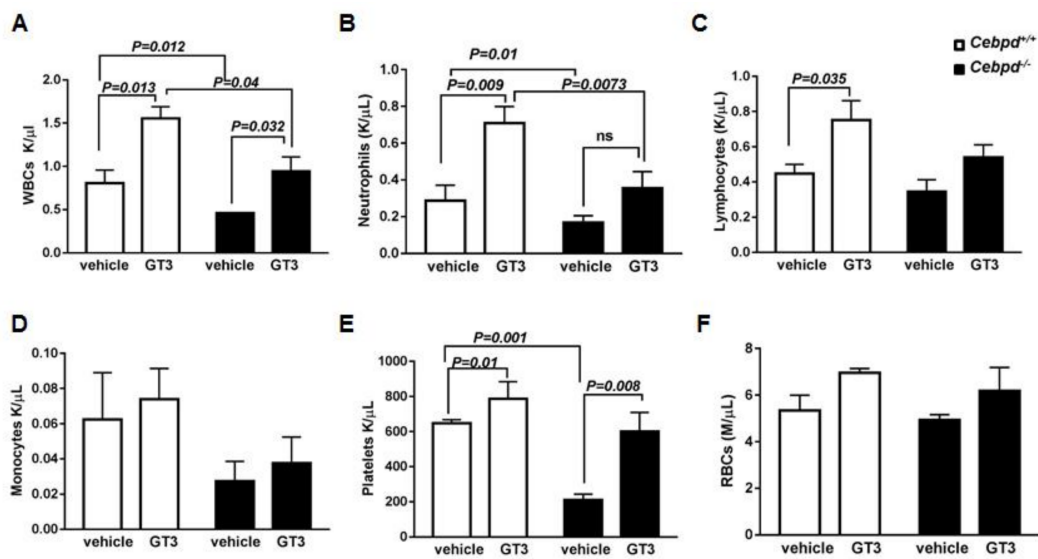 A
P=0.012
P=0.013
P=0.04
P=0.032
WBCs K/µl
2.0
1.5
1.0
0.5
0.0
vehicle GT3 vehicle GT3
B
P=0.01
P=0.009
P=0.0073
ns
Neutrophils (K/µL)
1.0
0.8
0.6
0.4
0.2
0.0
vehicle GT3 vehicle GT3
C
Cebpd+/+
Cebpd-/-
P=0.035
Lymphocytes (K/µL)
1.0
0.8
0.6
0.4
0.2
0.0
vehicle GT3 vehicle GT3
D
Monocytes K/µL
0.10
0.08
0.06
0.04
0.02
0.00
vehicle GT3 vehicle GT3
E
P=0.001
P=0.01
P=0.008
Platelets K/µL
1000
800
600
400
200
0
vehicle GT3 vehicle GT3
F
RBCs (M/µL)
8
6
4
2
0
vehicle GT3 vehicle GT3